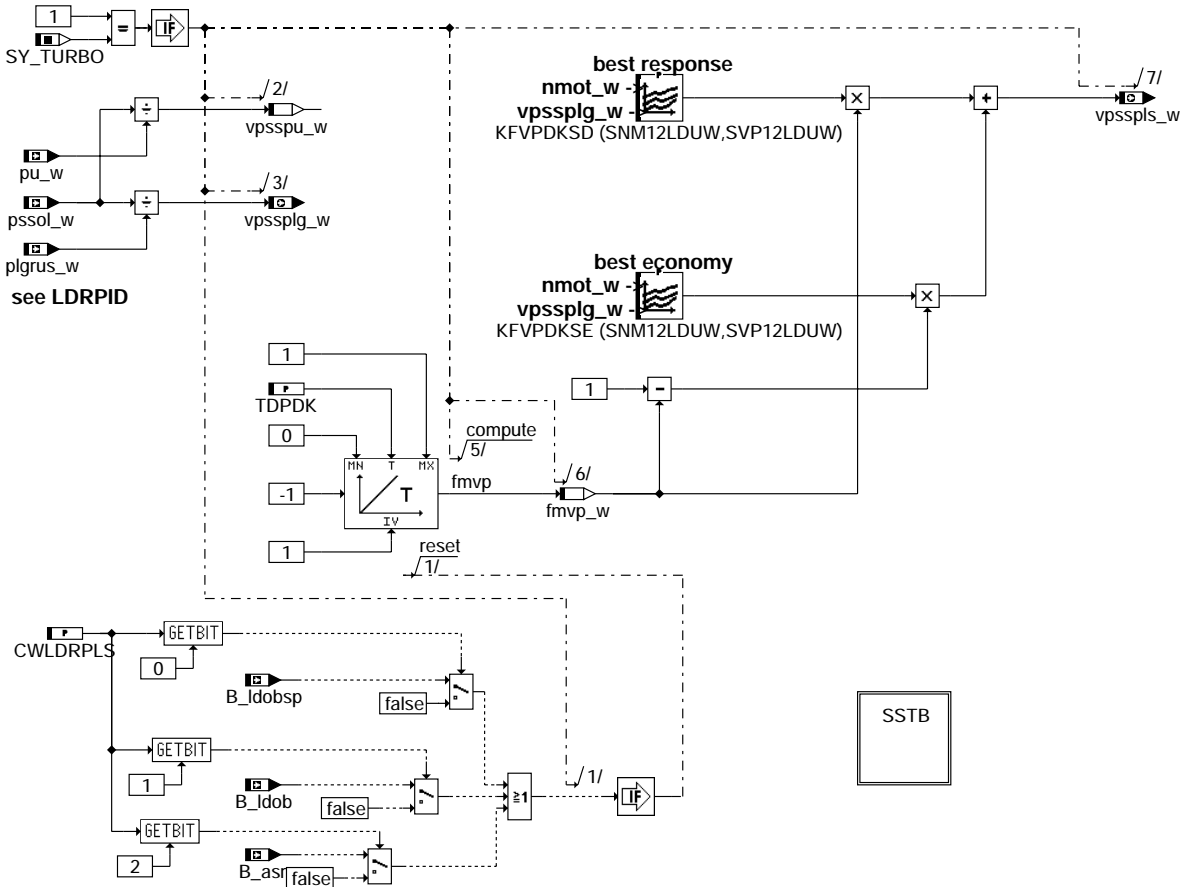 1
=
IF
SY_TURBO
2/
vpsspu_w
÷
pu_w
3/
pssol_w
÷
vpssplg_w
plgrus_w
see LDRPID
best response
P
nmot_w
vpssplg_w
KFVPDKSD (SNM12LDUW,SVP12LDUW)
X
+
7/
vpsspls_w
best economy
P
nmot_w
vpssplg_w
KFVPDKSE (SNM12LDUW,SVP12LDUW)
X
1
P
TDPDK
0
-1
1
MN T MX
T
IV
compute
5/
fmvp
6/
fmvp_w
1
-
reset
1/
P
CWLDRPLS
GETBIT
0
B_ldobsp
false
GETBIT
1
B_ldob
false
GETBIT
2
B_asr
false
≥1
1/
IF
SSTB